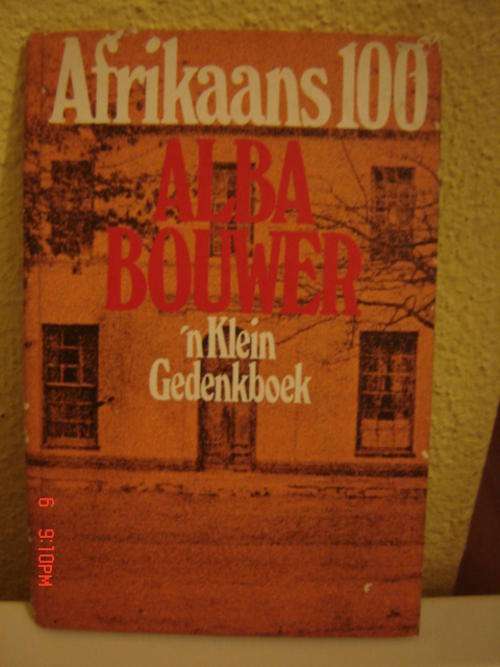 Afrikaans 100
ALBA
BOUWER
'n Klein
Gedenkboek
6 9:10PM